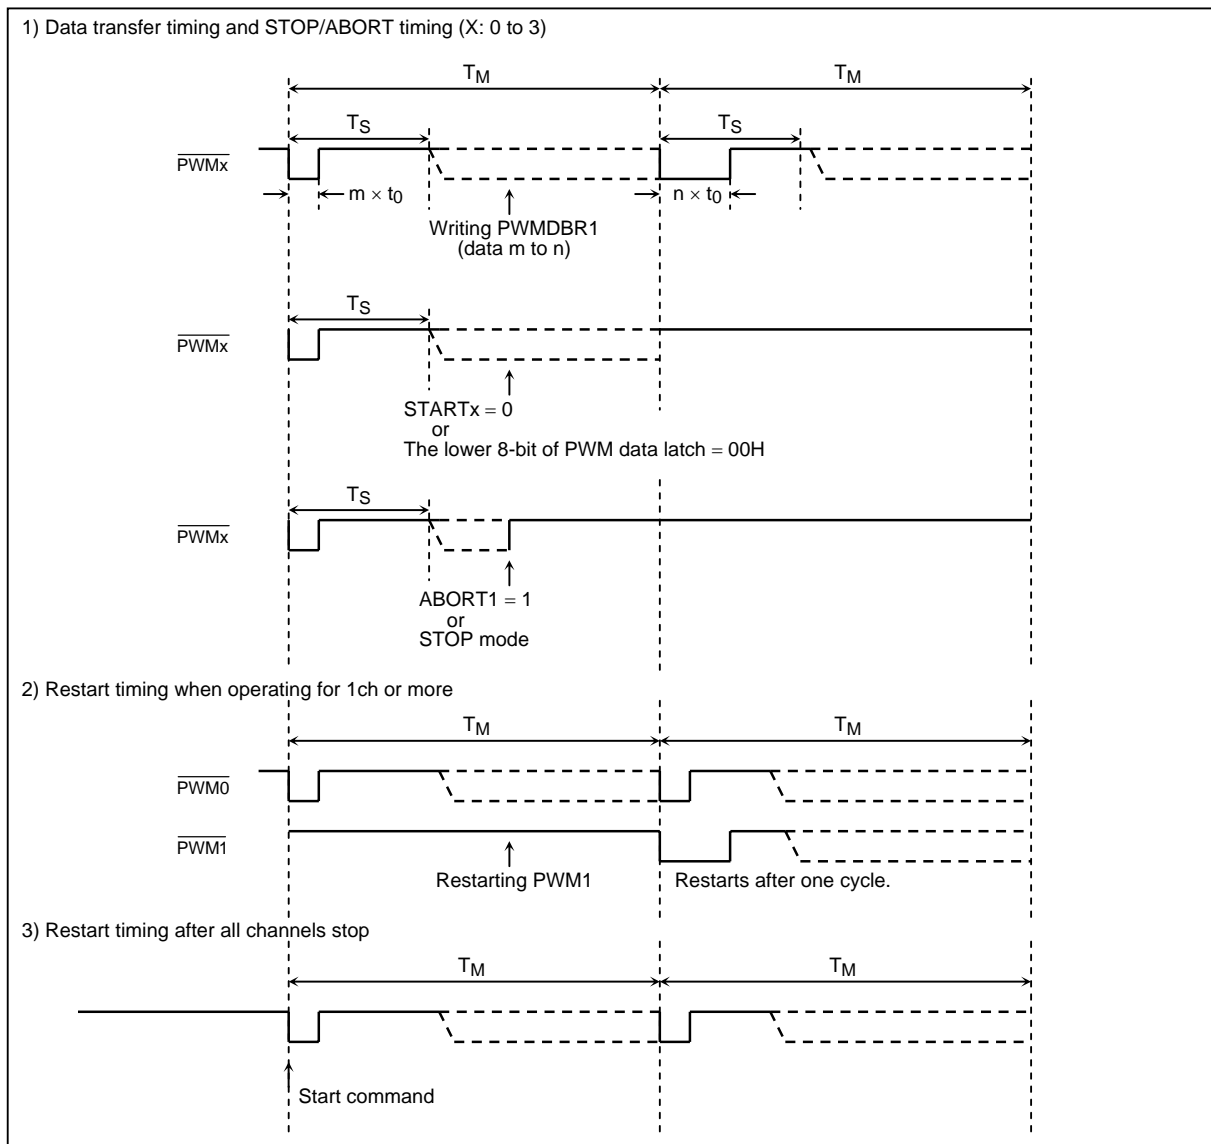 1) Data transfer timing and STOP/ABORT timing (X: 0 to 3)
TM TM
TS TS
PWMx
m × t0 n × t0
Writing PWMDBR1
(data m to n)
TS
PWMx
STARTx = 0
or
The lower 8-bit of PWM data latch = 00H
TS
PWMx
ABORT1 = 1
or
STOP mode
2) Restart timing when operating for 1ch or more
TM TM
PWM0
PWM1
Restarting PWM1 Restarts after one cycle.
3) Restart timing after all channels stop
TM TM
Start command